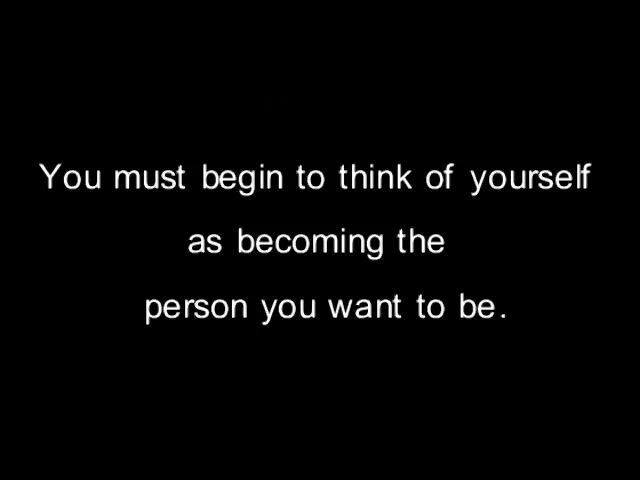 You must begin to think of yourself
as becoming the
person you want to be.